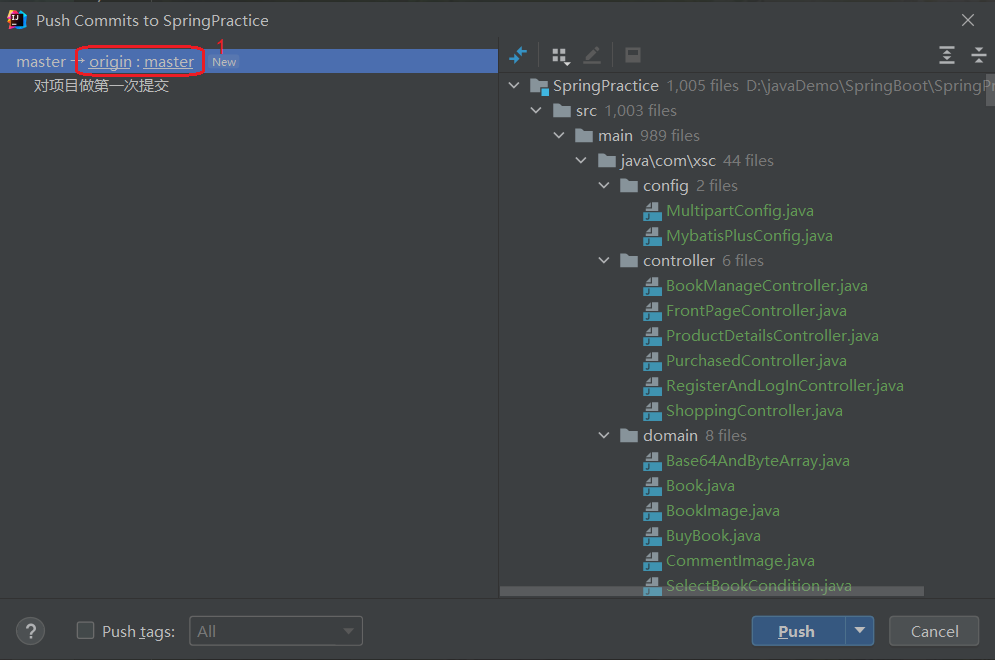 Push Commits to SpringPractice
master → origin : master New
1
对项目做第一次提交
SpringPractice 1,005 files D:\javaDemo\SpringBoot\SpringPr
src 1,003 files
main 989 files
java\com\xsc 44 files
config 2 files
MultipartConfig.java
MybatisPlusConfig.java
controller 6 files
BookManageController.java
FrontPageController.java
ProductDetailsController.java
PurchasedController.java
RegisterAndLogInController.java
ShoppingController.java
domain 8 files
Base64AndByteArray.java
Book.java
BookImage.java
BuyBook.java
CommentImage.java
SelectBookCondition.java
? Push tags: All
Push Cancel